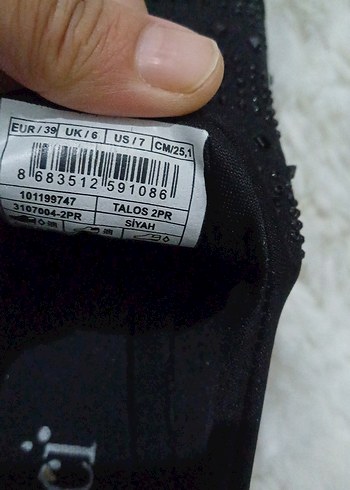 EUR / 39 UK / 6 US / 7 CM/25,1
8 683512 591086
101199747 TALOS 2PR
3107004-2PR SİYAH
ci